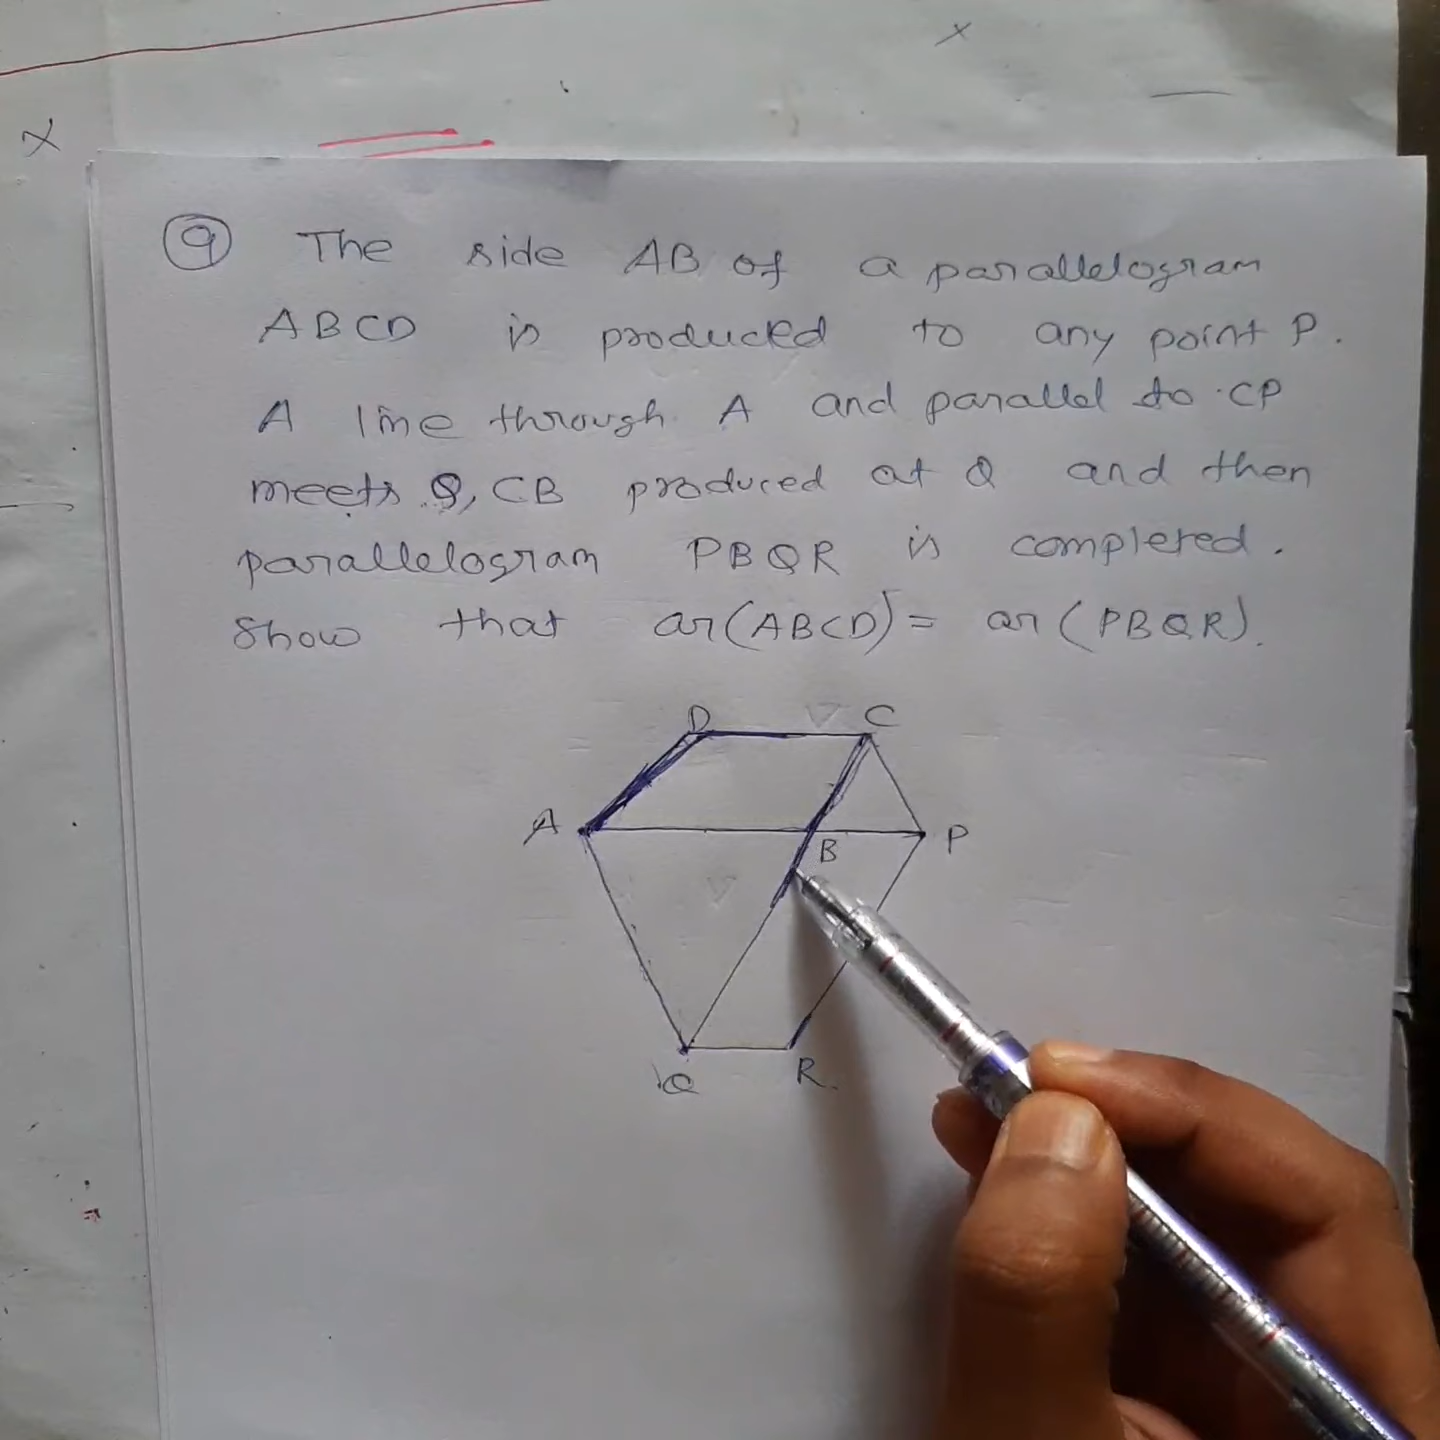 9 The side AB of a parallelogram
ABCD is produced to any point P.
A line through A and parallel to CP
meets Q, CB produced at Q and then
parallelogram PBQR is completed.
Show that ar(ABCD) = ar(PBQR).
D C
A B P
Q R